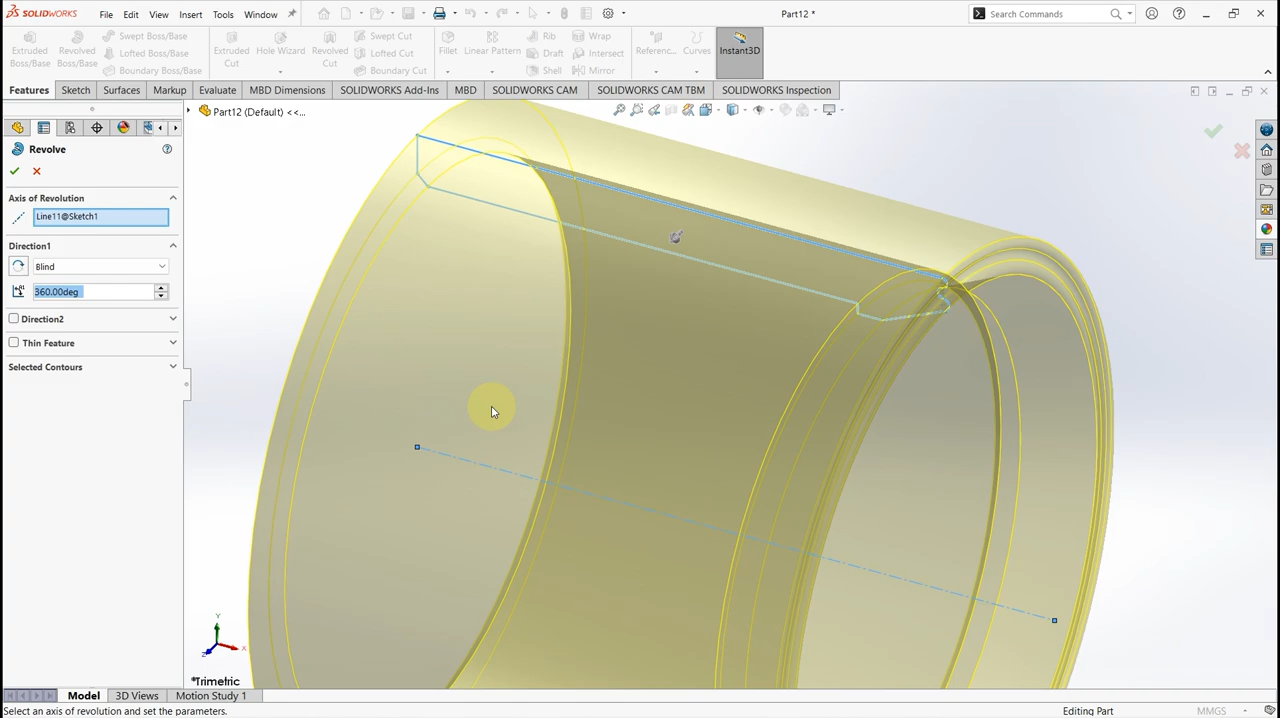 SOLIDWORKS File Edit View Insert Tools Window Part12 * Search Commands
Extruded Boss/Base
Revolved Boss/Base
Swept Boss/Base
Lofted Boss/Base
Boundary Boss/Base
Extruded Cut
Hole Wizard
Revolved Cut
Swept Cut
Lofted Cut
Boundary Cut
Fillet
Linear Pattern
Rib
Draft
Shell
Wrap
Intersect
Mirror
Referenc...
Curves
Instant3D
Features Sketch Surfaces Markup Evaluate MBD Dimensions SOLIDWORKS Add-Ins MBD SOLIDWORKS CAM SOLIDWORKS CAM TBM SOLIDWORKS Inspection
Part12 (Default) <<...
Revolve
Axis of Revolution
Line11@Sketch1
Direction1
Blind
360.00deg
Direction2
Thin Feature
Selected Contours
Y
X
Z
*Trimetric
Model 3D Views Motion Study 1
Select an axis of revolution and set the parameters. Editing Part MMGS